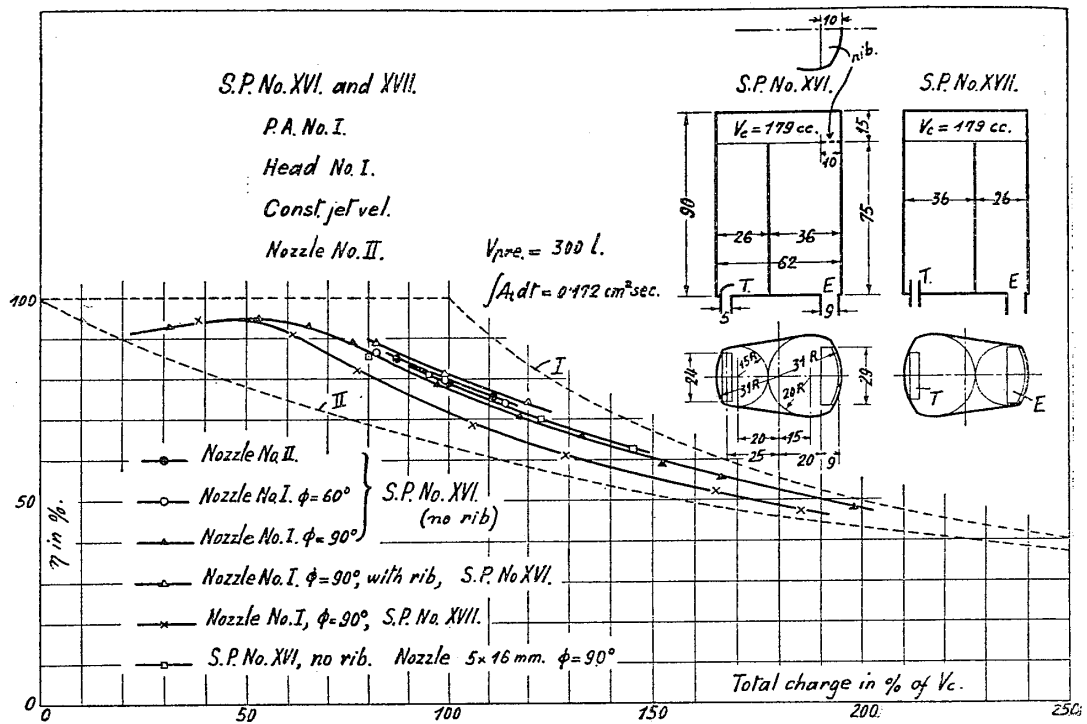 S.P. No. XVI. and XVII.
P.A. No. I.
Head No. I.
Const. jet vel.
Nozzle No. II.
V pre. = 300 l.
∫A₁dt = 0.172 cm² sec.
10
rib.
S.P. No. XVI.
S.P. No. XVII.
Vc = 179 cc.
15
Vc = 179 cc.
10
90
75
26
36
36
26
62
T.
E
T.
E
5
9
24
15R.
31R
31R
20R
29
T
E
20
15
25
20
9
I
II
Nozzle No. II.
Nozzle No. I. φ = 60°
S.P. No. XVI.
(no rib)
Nozzle No. I. φ = 90°
Nozzle No. I. φ = 90°, with rib, S.P. No XVI.
Nozzle No. I, φ = 90°, S.P. No. XVII.
S.P. No. XVI, no rib. Nozzle 5 × 16 mm. φ = 90°
η in %.
100
50
0
Total charge in % of Vc.
0
50
100
150
200
250